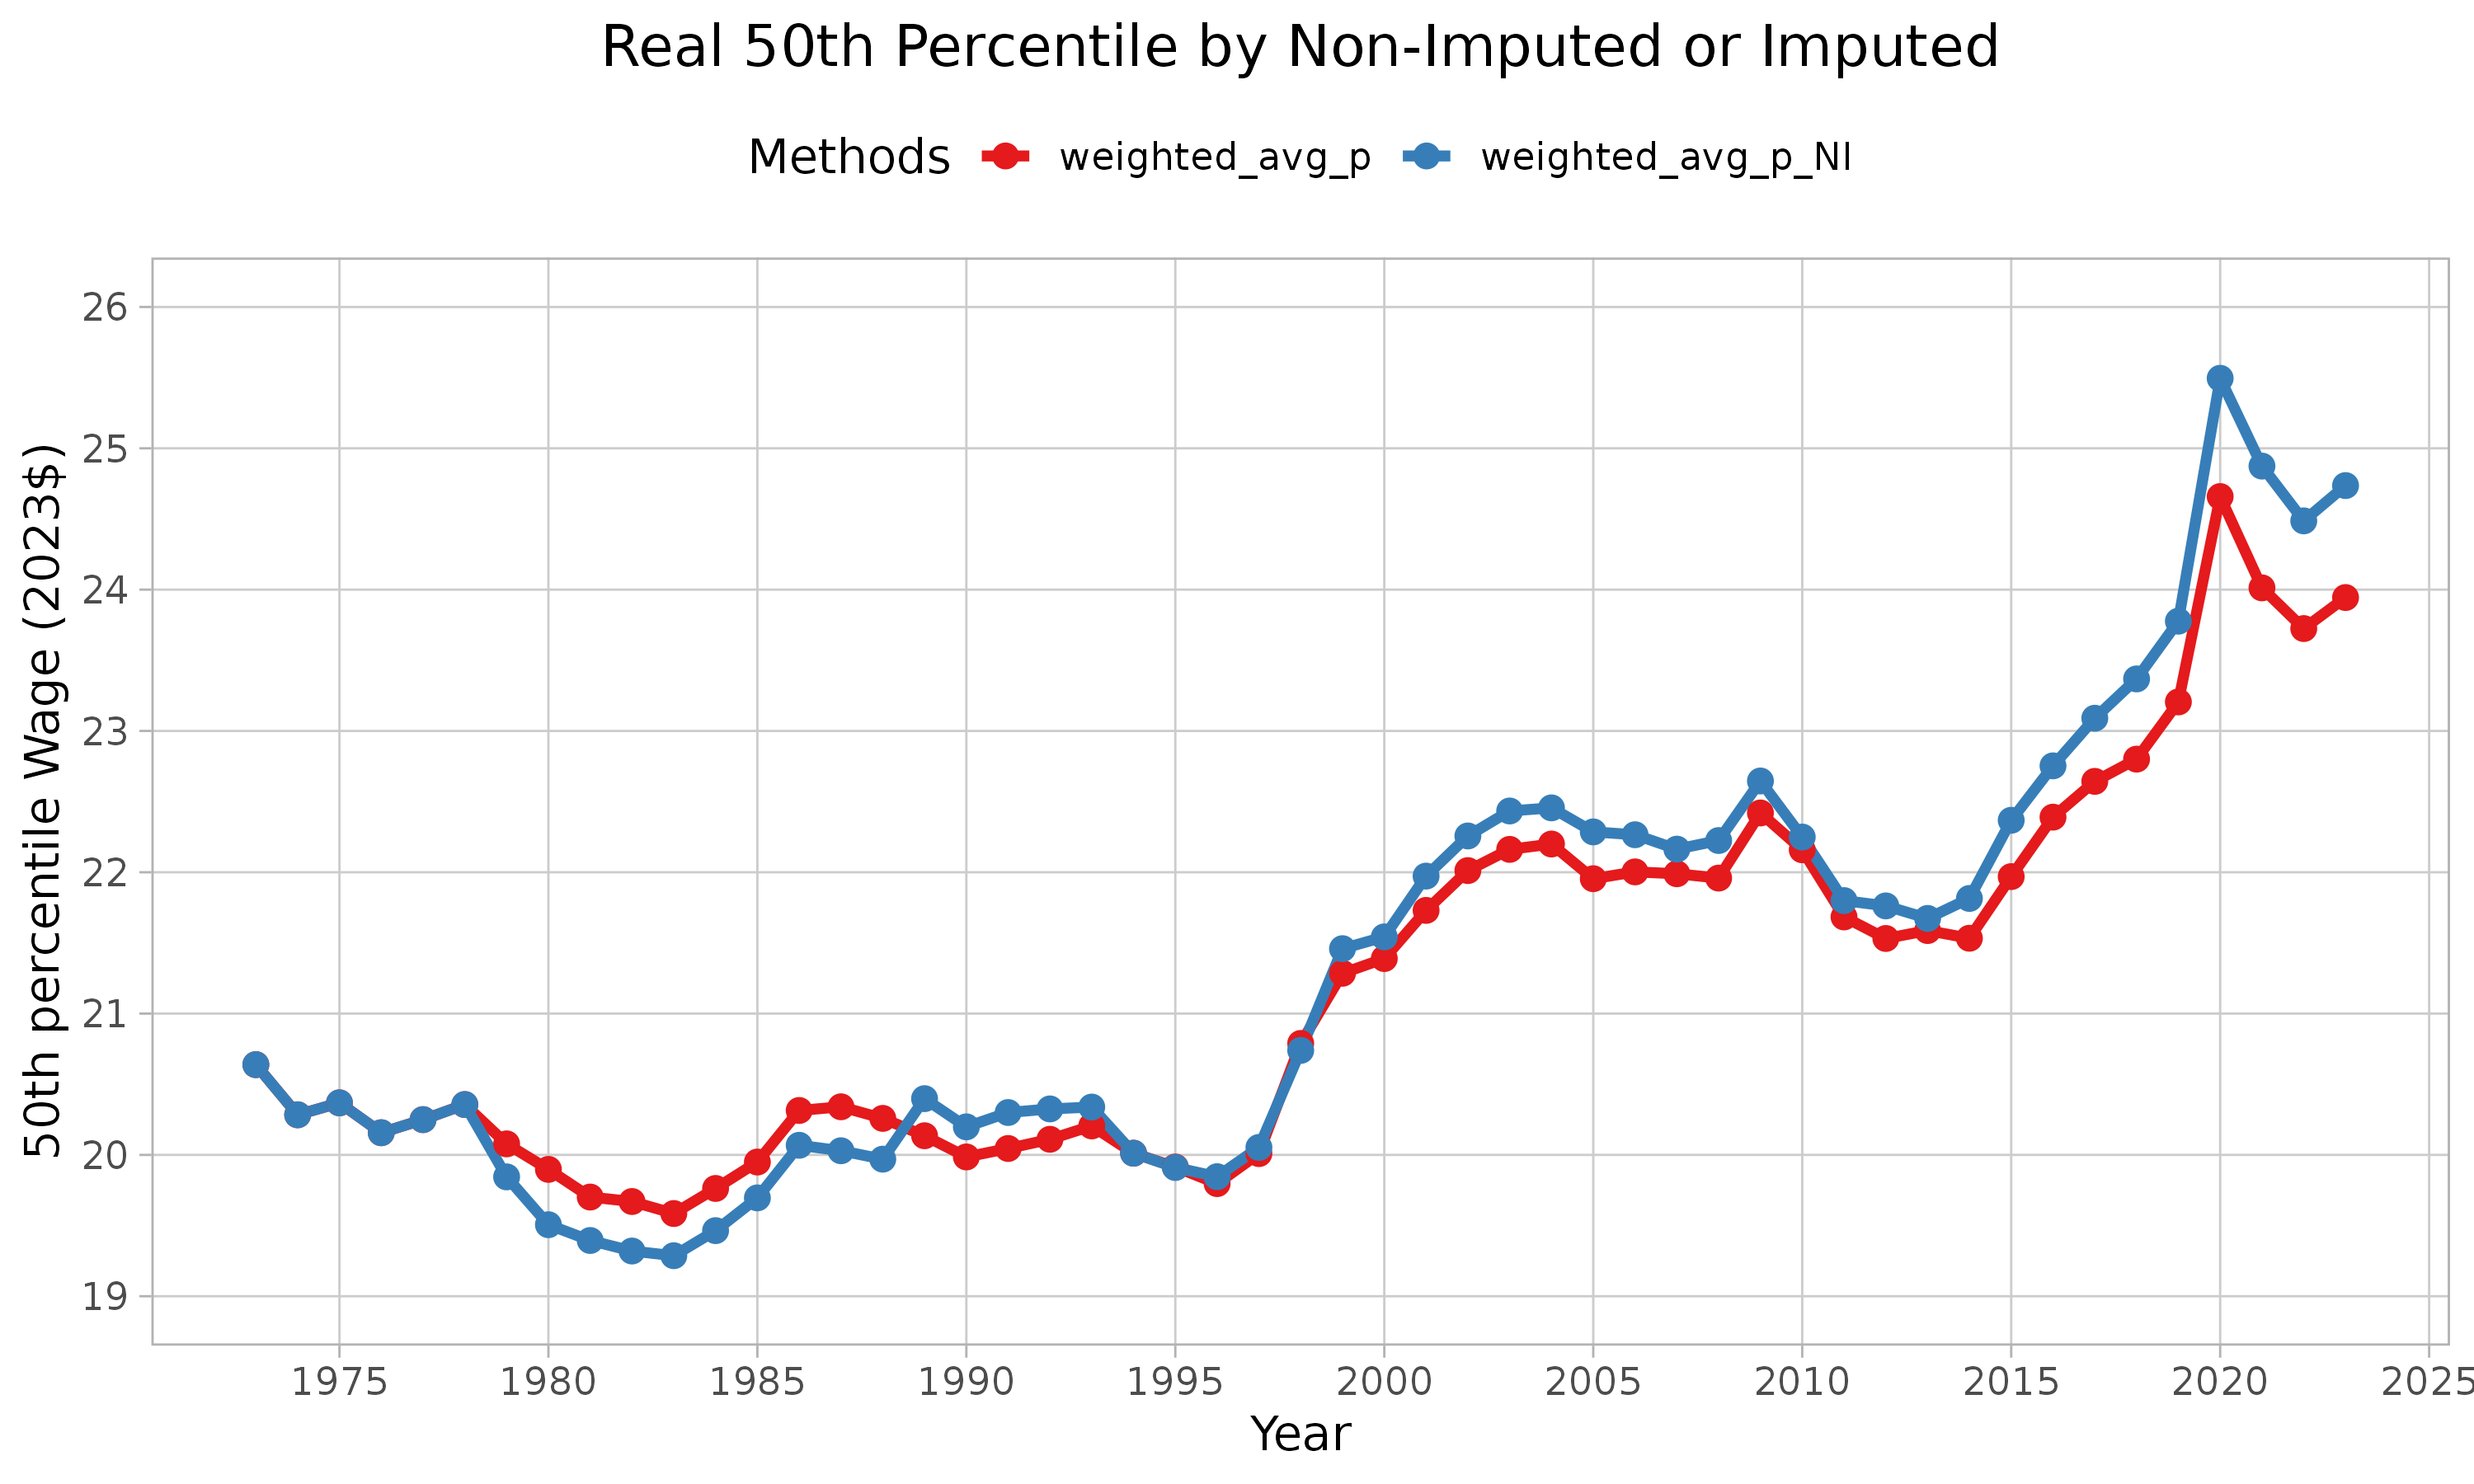 Real 50th Percentile by Non-Imputed or Imputed
Methods weighted_avg_p weighted_avg_p_NI
50th percentile Wage (2023$)
26
25
24
23
22
21
20
19
1975 1980 1985 1990 1995 2000 2005 2010 2015 2020 2025
Year